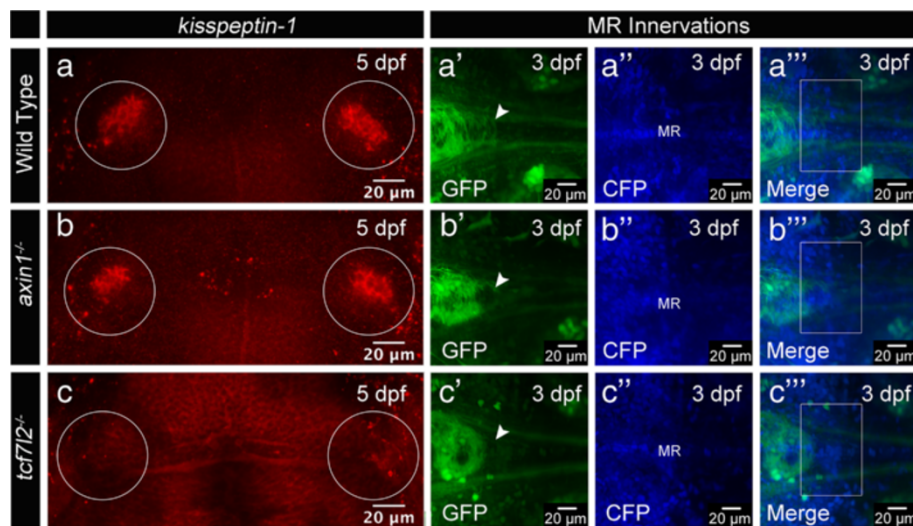 kisspeptin-1
MR Innervations
Wild Type
a
5 dpf
20 µm
a'
3 dpf
GFP
20 µm
a''
3 dpf
MR
CFP
20 µm
a'''
3 dpf
Merge
20 µm
axin1-/-
b
5 dpf
20 µm
b'
3 dpf
GFP
20 µm
b''
3 dpf
MR
CFP
20 µm
b'''
3 dpf
Merge
20 µm
tcf7l2-/-
c
5 dpf
20 µm
c'
3 dpf
GFP
20 µm
c''
3 dpf
MR
CFP
20 µm
c'''
3 dpf
Merge
20 µm